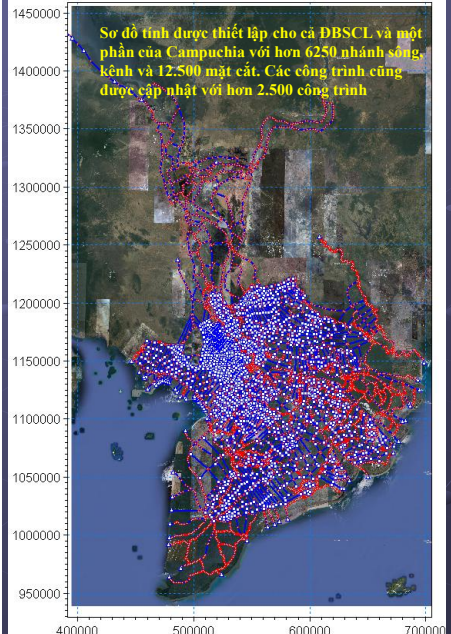 Sơ đồ tính được thiết lập cho cả ĐBSCL và một
phần của Campuchia với hơn 6250 nhánh sông,
kênh và 12.500 mặt cắt. Các công trình cũng
được cập nhật với hơn 2.500 công trình
1450000
1400000
1350000
1300000
1250000
1200000
1150000
1100000
1050000
1000000
950000
400000 500000 600000 7000000